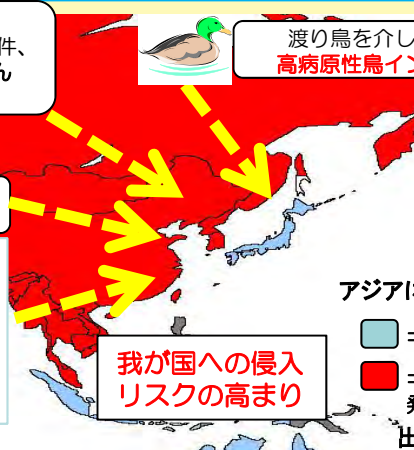 件、
ん
渡り鳥を介し
高病原性鳥イン
アジアに
=
=
発
出
我が国への侵入
リスクの高まり